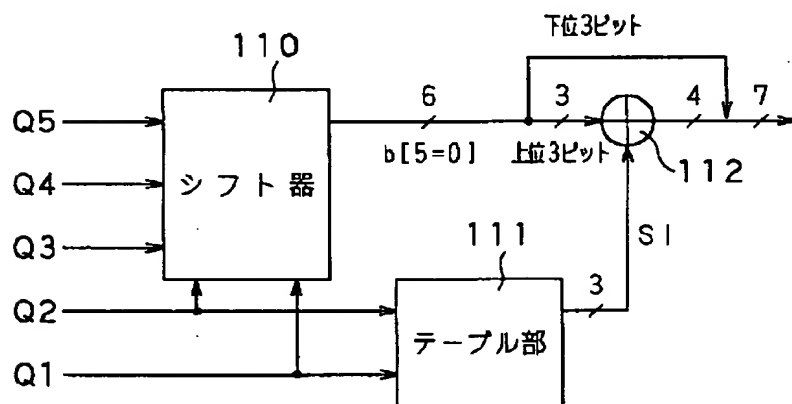 下位3ビット
110
Q5
6
3
4
7
b[5=0]
上位3ビット
112
Q4
シフト器
Q3
111
SI
Q2
3
テーブル部
Q1